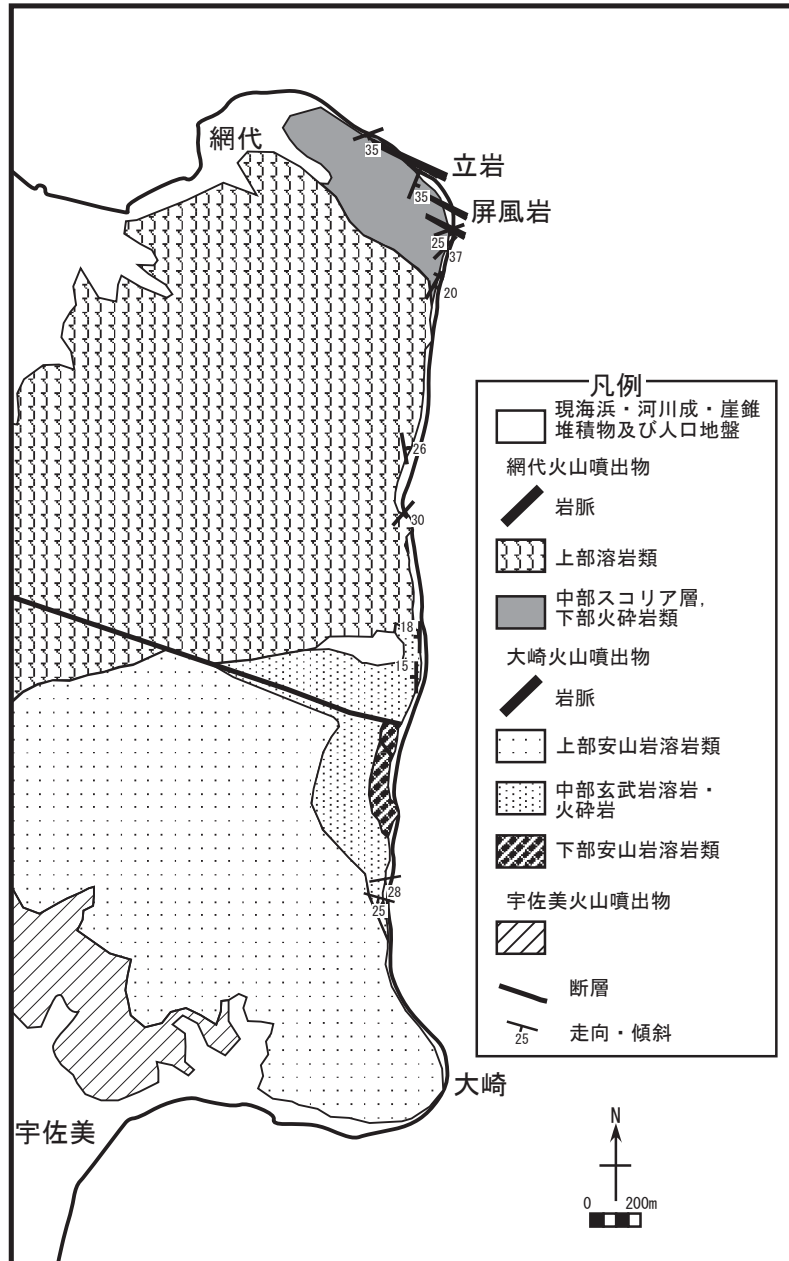 網代
35
立岩
35
屏風岩
25
37
20
26
30
18
15
28
25
大崎
宇佐美
凡例
現海浜・河川成・崖錐
堆積物及び人口地盤
網代火山噴出物
岩脈
上部溶岩類
中部スコリア層,
下部火砕岩類
大崎火山噴出物
岩脈
上部安山岩溶岩類
中部玄武岩溶岩・
火砕岩
下部安山岩溶岩類
宇佐美火山噴出物
断層
25
走向・傾斜
N
0 200m